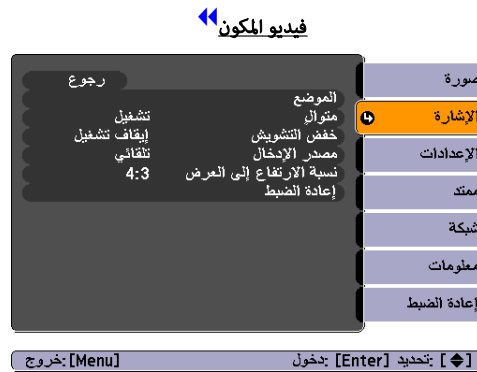 فيديو المكون
صورة
الإشارة
الإعدادات
ممتد
شبكة
معلومات
إعادة الضبط
رجوع
الموضع
متوالٍ تشغيل
خفض التشويش إيقاف تشغيل
مصدر الإدخال تلقائي
نسبة الارتفاع إلى العرض 4:3
إعادة الضبط
[Menu]: خروج [Enter]: دخول [◆]: تحديد